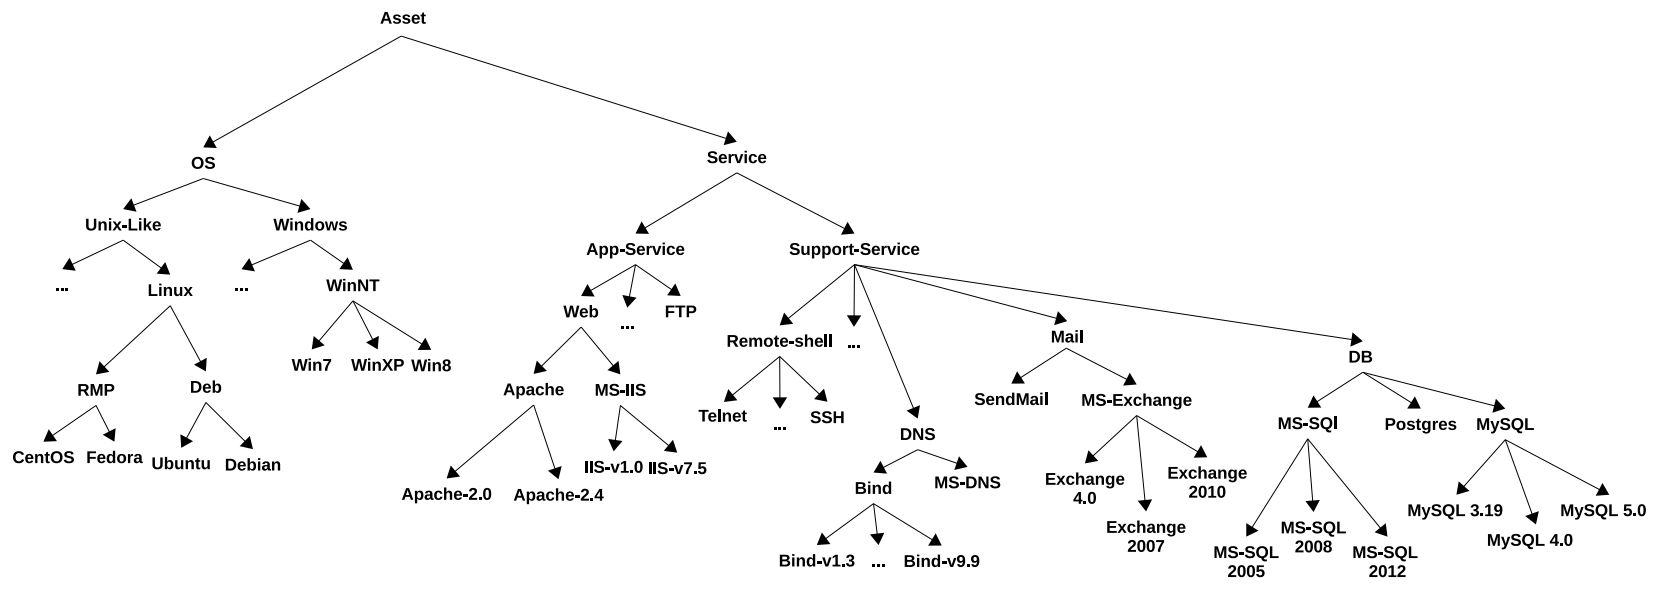 Asset
OS
Service
Unix-Like
Windows
App-Service
Support-Service
...
Linux
...
WinNT
Web
...
FTP
Remote-shell
...
Mail
DB
Win7
WinXP
Win8
RMP
Deb
Apache
MS-IIS
Telnet
...
SSH
DNS
SendMail
MS-Exchange
MS-SQl
Postgres
MySQL
CentOS
Fedora
Ubuntu
Debian
Apache-2.0
Apache-2.4
IIS-v1.0
IIS-v7.5
Bind
MS-DNS
Exchange
4.0
Exchange
2007
Exchange
2010
MySQL 3.19
MySQL 4.0
MySQL 5.0
Bind-v1.3
...
Bind-v9.9
MS-SQL
2005
MS-SQL
2008
MS-SQL
2012